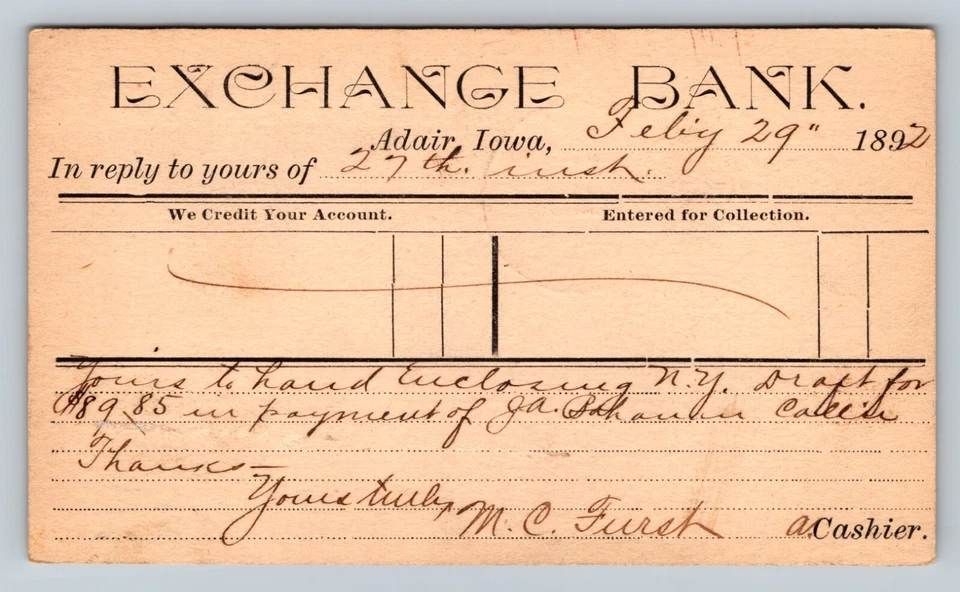 EXCHANGE BANK.
Adair, Iowa, Feb'y 29" 1892
In reply to yours of 27th. inst.
We Credit Your Account. Entered for Collection.
Yours to hand Enclosing N.Y. Draft for
$89.85 in payment of J.A.
Thanks—
Yours truly
M. C. Furst a.Cashier.